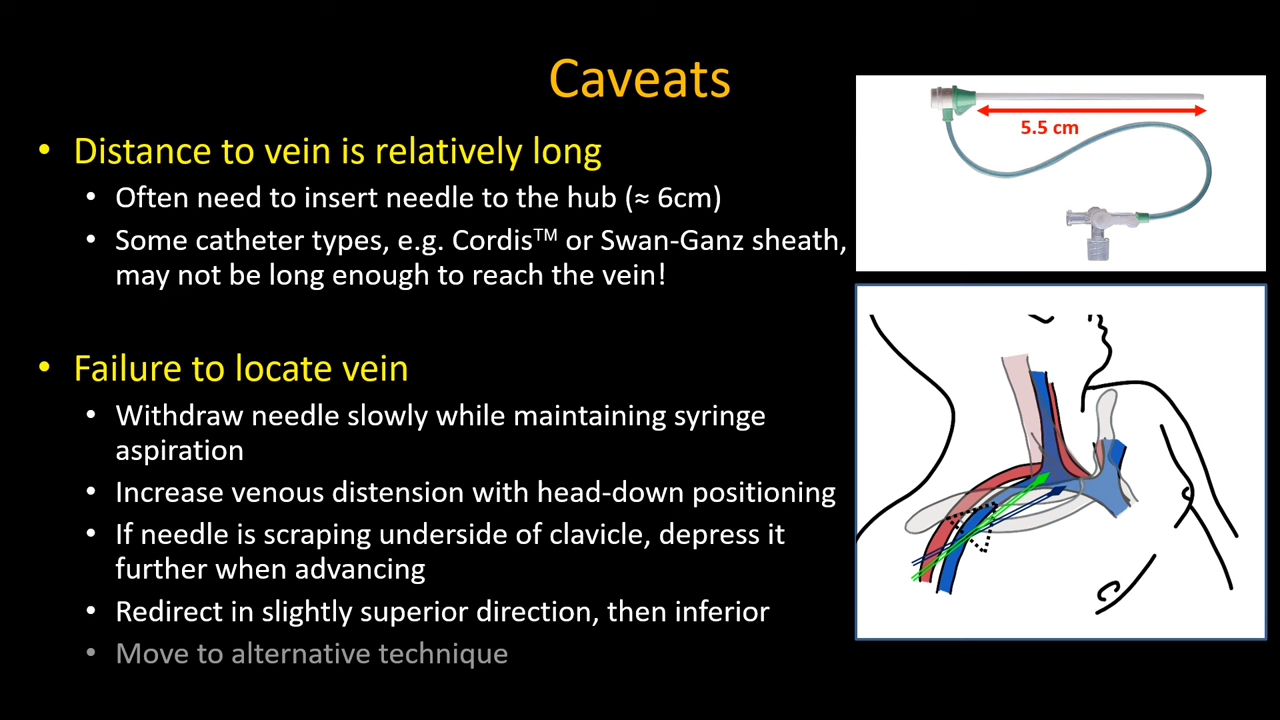 Caveats
• Distance to vein is relatively long
• Often need to insert needle to the hub (≈ 6cm)
• Some catheter types, e.g. Cordis™ or Swan-Ganz sheath,
may not be long enough to reach the vein!
5.5 cm
• Failure to locate vein
• Withdraw needle slowly while maintaining syringe
aspiration
• Increase venous distension with head-down positioning
• If needle is scraping underside of clavicle, depress it
further when advancing
• Redirect in slightly superior direction, then inferior
• Move to alternative technique